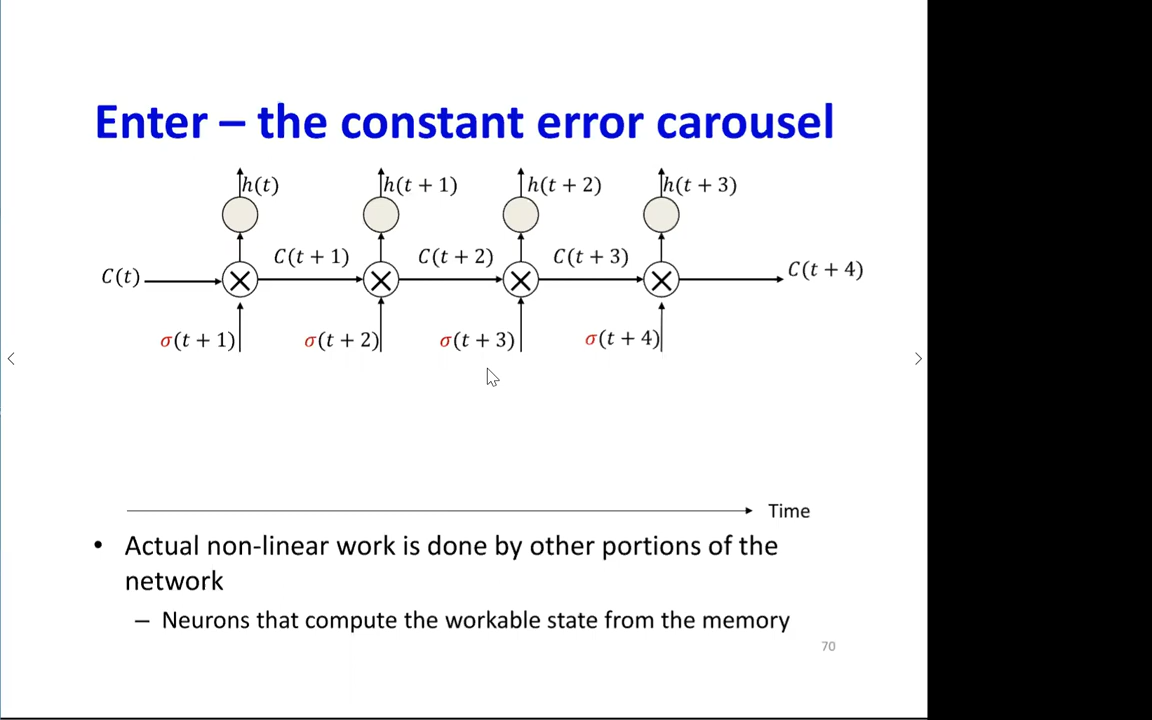 Enter – the constant error carousel
h(t) h(t + 1) h(t + 2) h(t + 3)
C(t) C(t + 1) C(t + 2) C(t + 3) C(t + 4)
σ(t + 1) σ(t + 2) σ(t + 3) σ(t + 4)
Time
• Actual non-linear work is done by other portions of the
network
– Neurons that compute the workable state from the memory
70